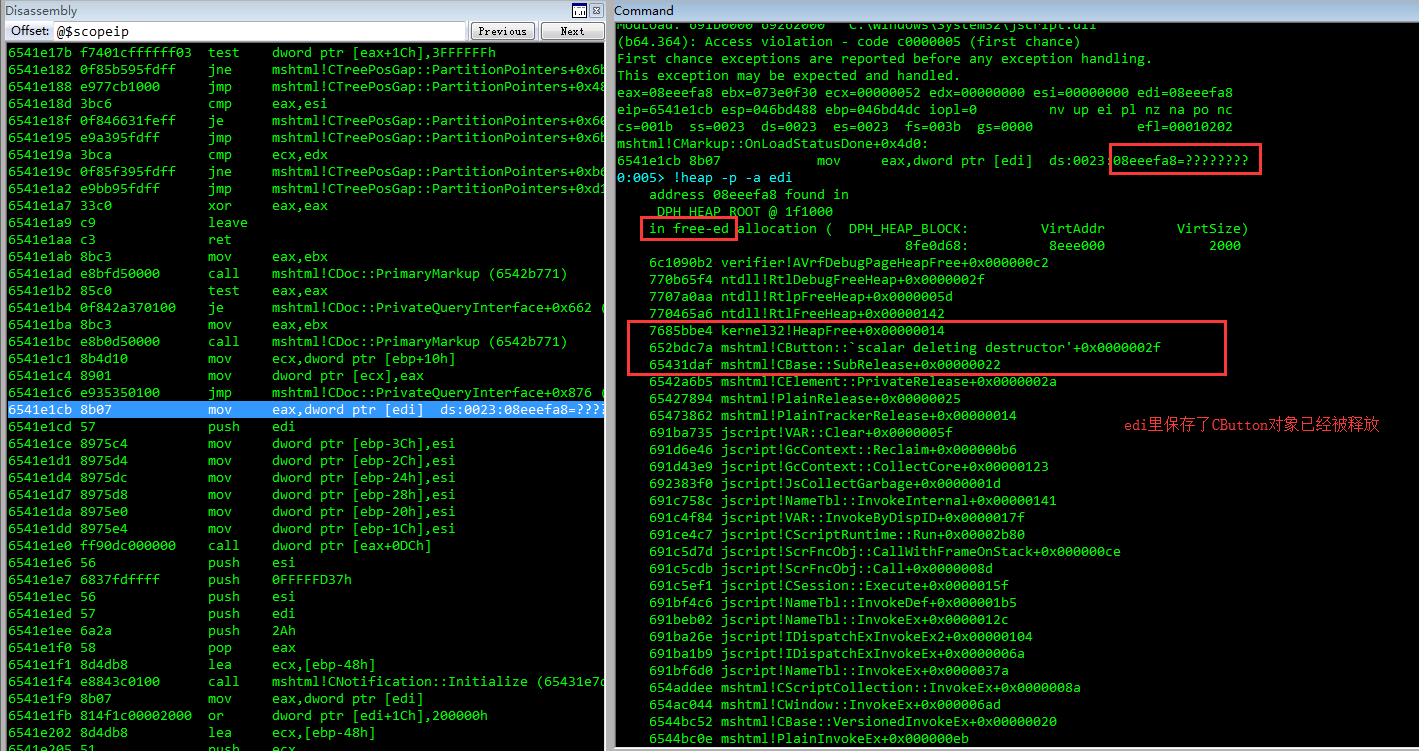 Disassembly
Offset: @$scopeip
Previous
Next
6541e17b f7401cffffff03 test dword ptr [eax+1Ch],3FFFFFFh
6541e182 0f85b595fdff jne mshtml!CTreePosGap::PartitionPointers+0x6b
6541e188 e977cb1000 jmp mshtml!CTreePosGap::PartitionPointers+0x48
6541e18d 3bc6 cmp eax,esi
6541e18f 0f846631feff je mshtml!CTreePosGap::PartitionPointers+0x60
6541e195 e9a395fdff jmp mshtml!CTreePosGap::PartitionPointers+0x6b
6541e19a 3bca cmp ecx,edx
6541e19c 0f85f395fdff jne mshtml!CTreePosGap::PartitionPointers+0xb6
6541e1a2 e9bb95fdff jmp mshtml!CTreePosGap::PartitionPointers+0xd1
6541e1a7 33c0 xor eax,eax
6541e1a9 c9 leave
6541e1aa c3 ret
6541e1ab 8bc3 mov eax,ebx
6541e1ad e8bfd50000 call mshtml!CDoc::PrimaryMarkup (6542b771)
6541e1b2 85c0 test eax,eax
6541e1b4 0f842a370100 je mshtml!CDoc::PrivateQueryInterface+0x662 (
6541e1ba 8bc3 mov eax,ebx
6541e1bc e8b0d50000 call mshtml!CDoc::PrimaryMarkup (6542b771)
6541e1c1 8b4d10 mov ecx,dword ptr [ebp+10h]
6541e1c4 8901 mov dword ptr [ecx],eax
6541e1c6 e935350100 jmp mshtml!CDoc::PrivateQueryInterface+0x876 (
6541e1cb 8b07 mov eax,dword ptr [edi] ds:0023:08eeefa8=????
6541e1cd 57 push edi
6541e1ce 8975c4 mov dword ptr [ebp-3Ch],esi
6541e1d1 8975d4 mov dword ptr [ebp-2Ch],esi
6541e1d4 8975dc mov dword ptr [ebp-24h],esi
6541e1d7 8975d8 mov dword ptr [ebp-28h],esi
6541e1da 8975e0 mov dword ptr [ebp-20h],esi
6541e1dd 8975e4 mov dword ptr [ebp-1Ch],esi
6541e1e0 ff90dc000000 call dword ptr [eax+0DCh]
6541e1e6 56 push esi
6541e1e7 6837fdffff push 0FFFFFD37h
6541e1ec 56 push esi
6541e1ed 57 push edi
6541e1ee 6a2a push 2Ah
6541e1f0 58 pop eax
6541e1f1 8d4db8 lea ecx,[ebp-48h]
6541e1f4 e8843c0100 call mshtml!CNotification::Initialize (65431e7d
6541e1f9 8b07 mov eax,dword ptr [edi]
6541e1fb 814f1c00002000 or dword ptr [edi+1Ch],200000h
6541e202 8d4db8 lea ecx,[ebp-48h]
6541e205 51 push ecx
Command
ModLoad: 691b0000 69262000 C:\Windows\System32\jscript.dll
(b64.364): Access violation - code c0000005 (first chance)
First chance exceptions are reported before any exception handling.
This exception may be expected and handled.
eax=08eeefa8 ebx=073e0f30 ecx=00000052 edx=00000000 esi=00000000 edi=08eeefa8
eip=6541e1cb esp=046bd488 ebp=046bd4dc iopl=0 nv up ei pl nz na po nc
cs=001b ss=0023 ds=0023 es=0023 fs=003b gs=0000 efl=00010202
mshtml!CMarkup::OnLoadStatusDone+0x4d0:
6541e1cb 8b07 mov eax,dword ptr [edi] ds:0023:08eeefa8=????????
0:005> !heap -p -a edi
address 08eeefa8 found in
_DPH_HEAP_ROOT @ 1f1000
in free-ed allocation ( DPH_HEAP_BLOCK: VirtAddr VirtSize)
8fe0d68: 8eee000 2000
6c1090b2 verifier!AVrfDebugPageHeapFree+0x000000c2
770b65f4 ntdll!RtlDebugFreeHeap+0x0000002f
7707a0aa ntdll!RtlpFreeHeap+0x0000005d
770465a6 ntdll!RtlFreeHeap+0x00000142
7685bbe4 kernel32!HeapFree+0x00000014
652bdc7a mshtml!CButton::`scalar deleting destructor'+0x0000002f
65431daf mshtml!CBase::SubRelease+0x00000022
6542a6b5 mshtml!CElement::PrivateRelease+0x0000002a
65427894 mshtml!PlainRelease+0x00000025
65473862 mshtml!PlainTrackerRelease+0x00000014
691ba735 jscript!VAR::Clear+0x0000005f
691d6e46 jscript!GcContext::Reclaim+0x000000b6
691d43e9 jscript!GcContext::CollectCore+0x00000123
692383f0 jscript!JsCollectGarbage+0x0000001d
691c758c jscript!NameTbl::InvokeInternal+0x00000141
691c4f84 jscript!VAR::InvokeByDispID+0x0000017f
691ce4c7 jscript!CScriptRuntime::Run+0x00002b80
691c5d7d jscript!ScrFncObj::CallWithFrameOnStack+0x000000ce
691c5cdb jscript!ScrFncObj::Call+0x0000008d
691c5ef1 jscript!CSession::Execute+0x0000015f
691bf4c6 jscript!NameTbl::InvokeDef+0x000001b5
691beb02 jscript!NameTbl::InvokeEx+0x0000012c
691ba26e jscript!IDispatchExInvokeEx2+0x00000104
691ba1b9 jscript!IDispatchExInvokeEx+0x0000006a
691bf6d0 jscript!NameTbl::InvokeEx+0x0000037a
654addee mshtml!CScriptCollection::InvokeEx+0x0000008a
654ac044 mshtml!CWindow::InvokeEx+0x000006ad
6544bc52 mshtml!CBase::VersionedInvokeEx+0x00000020
6544bc0e mshtml!PlainInvokeEx+0x000000eb
edi里保存了CButton对象已经被释放